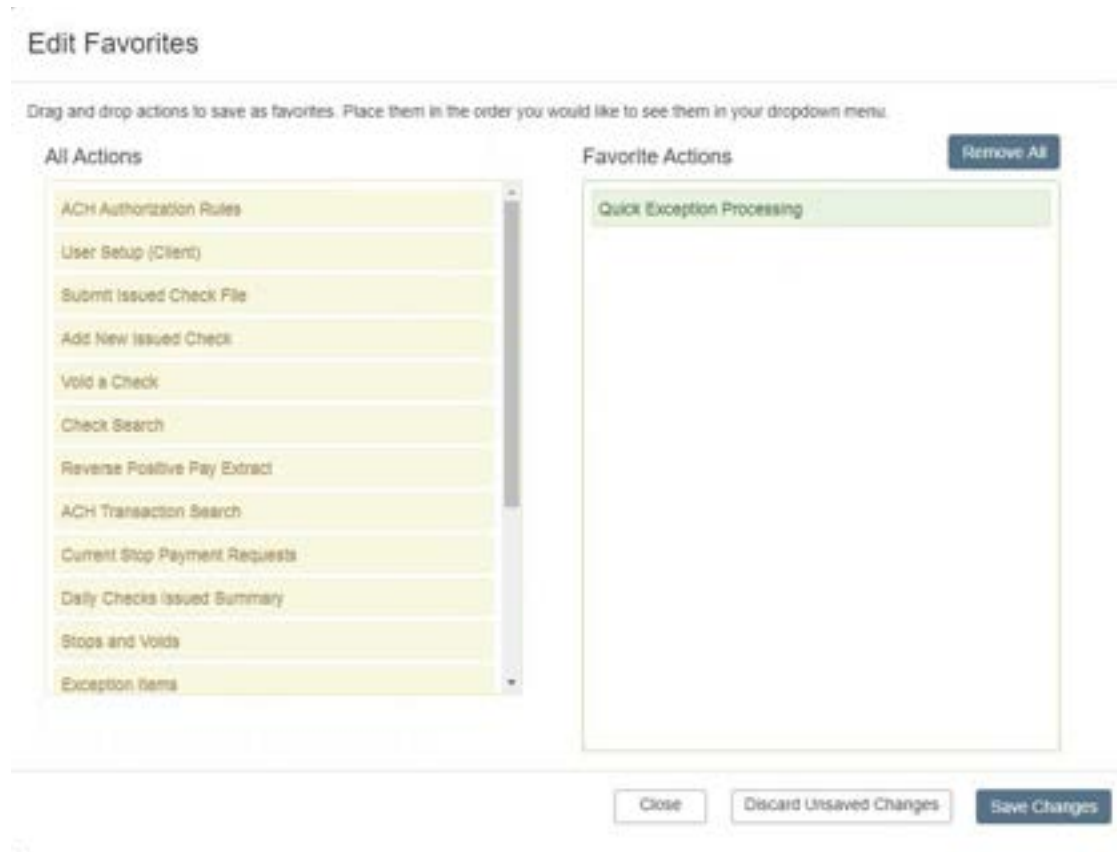 Edit Favorites
Drag and drop actions to save as favorites. Place them in the order you would like to see them in your dropdown menu.
All Actions
Favorite Actions
Remove All
ACH Authorization Rules
User Setup (Client)
Submit Issued Check File
Add New Issued Check
Void a Check
Check Search
Reverse Positive Pay Extract
ACH Transaction Search
Current Stop Payment Requests
Daily Checks Issued Summary
Stops and Voids
Exception Items
Quick Exception Processing
Close
Discard Unsaved Changes
Save Changes